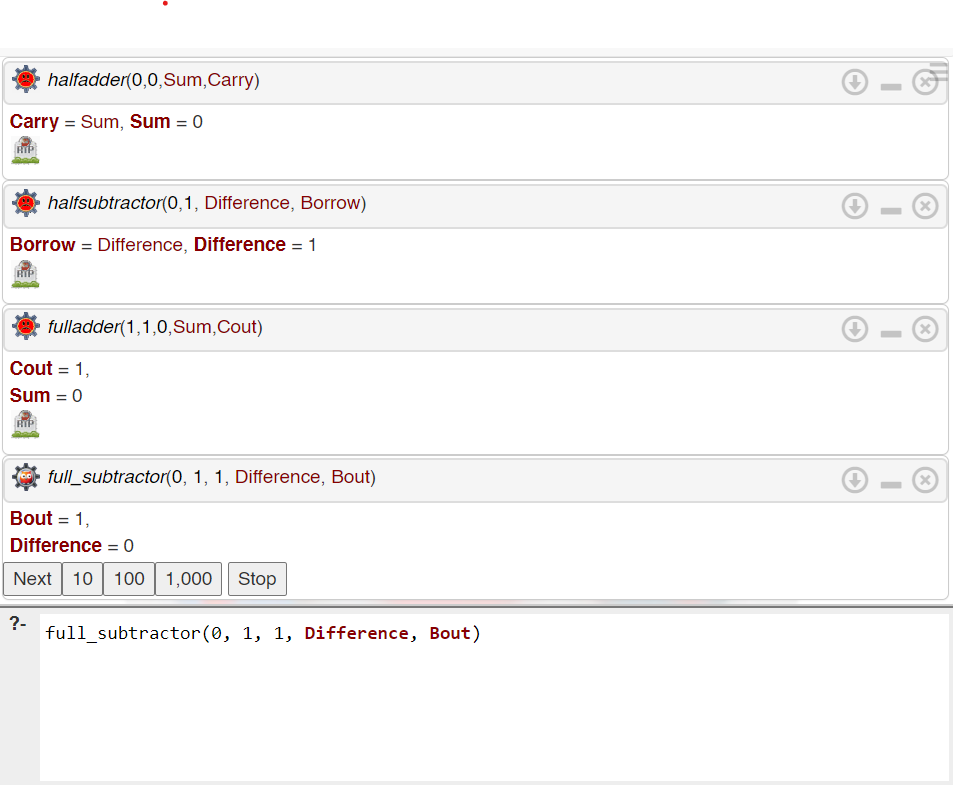 halfadder(0,0,Sum,Carry)
Carry = Sum, Sum = 0
RIP
halfsubtractor(0,1, Difference, Borrow)
Borrow = Difference, Difference = 1
RIP
fulladder(1,1,0,Sum,Cout)
Cout = 1,
Sum = 0
RIP
full_subtractor(0, 1, 1, Difference, Bout)
Bout = 1,
Difference = 0
Next 10 100 1,000 Stop
?- full_subtractor(0, 1, 1, Difference, Bout)